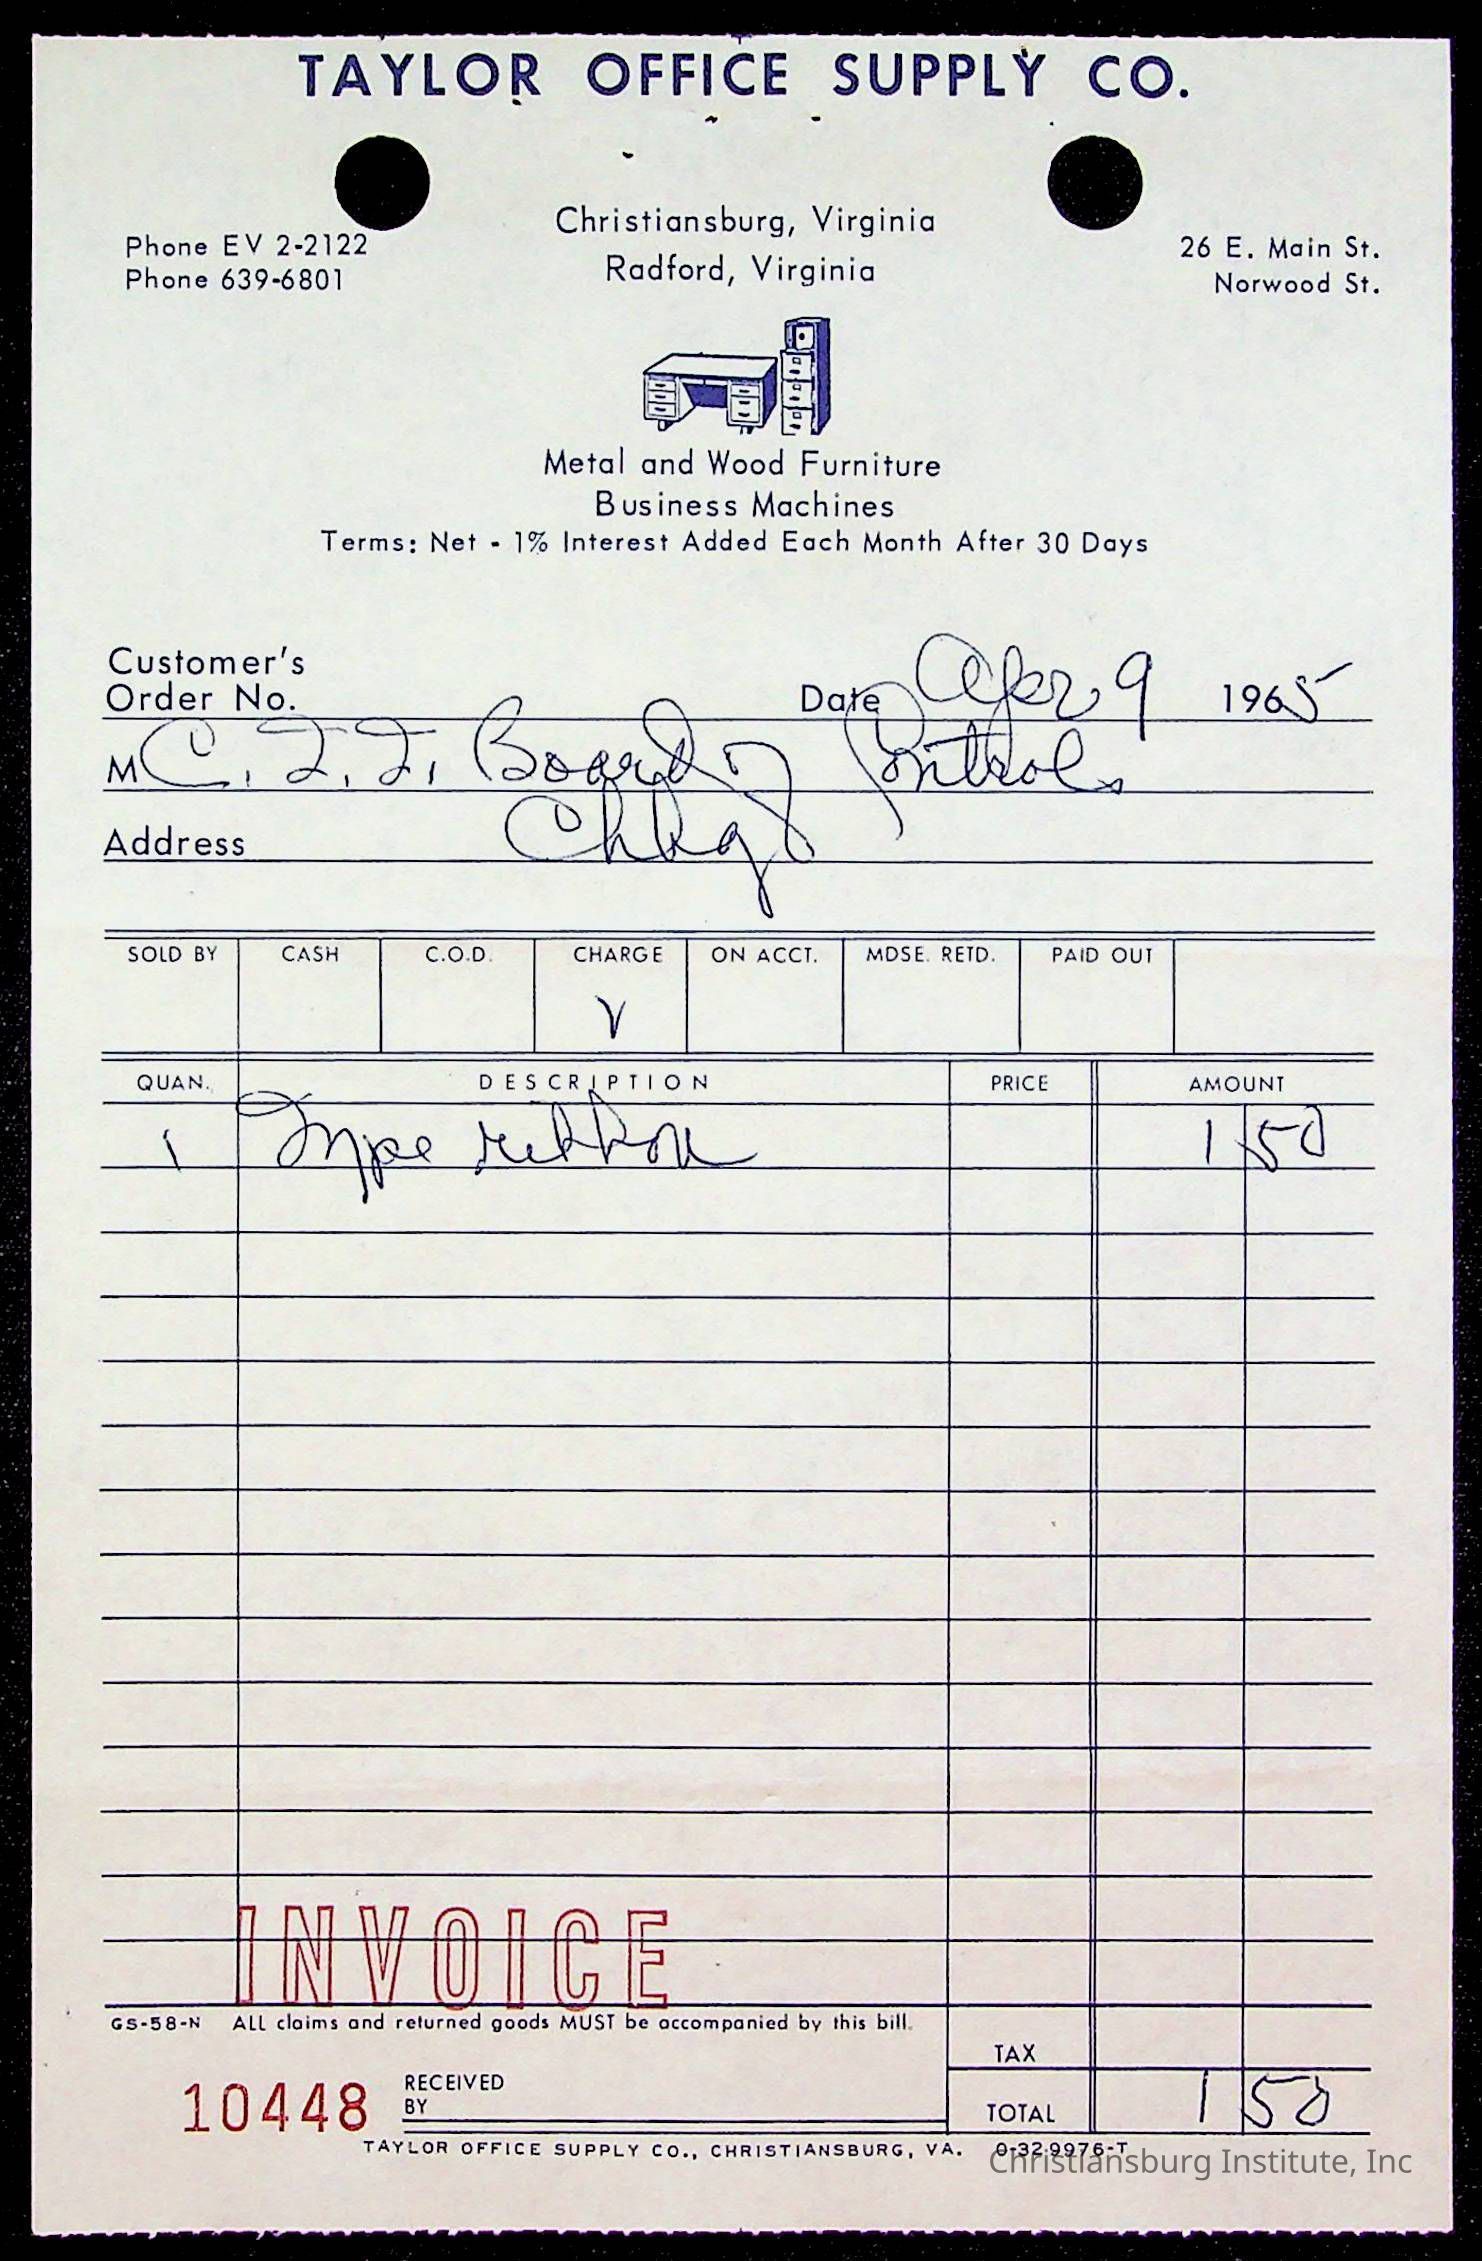 TAYLOR OFFICE SUPPLY CO.
Christiansburg, Virginia
Radford, Virginia
Phone EV 2-2122
Phone 639-6801
26 E. Main St.
Norwood St.
Metal and Wood Furniture
Business Machines
Terms: Net - 1% Interest Added Each Month After 30 Days
Customer's
Order No.
Date Apr 9 1965
M C. I. I. Board of Control
Address
SOLD BY CASH C.O.D. CHARGE ON ACCT. MDSE. RETD. PAID OUT
√
QUAN. DESCRIPTION PRICE AMOUNT
1 Type ribbon 1 50
INVOICE
GS-58-N ALL claims and returned goods MUST be accompanied by this bill.
TAX
10448 RECEIVED
BY
TOTAL 1 50
TAYLOR OFFICE SUPPLY CO., CHRISTIANSBURG, VA. 0-32-9976-T
Christiansburg Institute, Inc